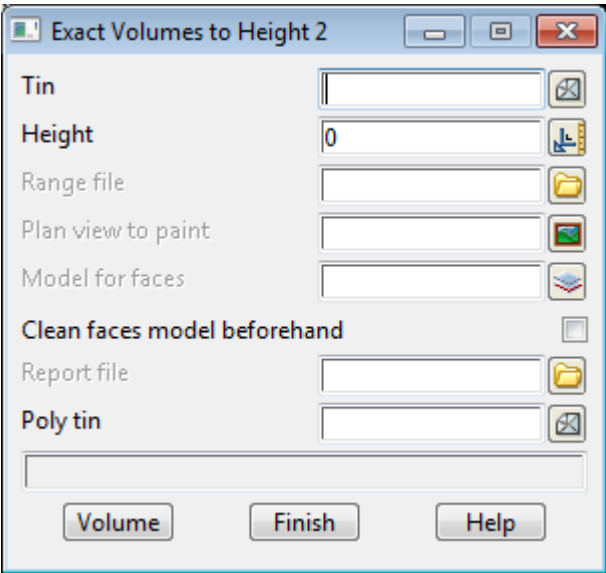 Exact Volumes to Height 2
Tin
Height 0
Range file
Plan view to paint
Model for faces
Clean faces model beforehand
Report file
Poly tin
Volume Finish Help